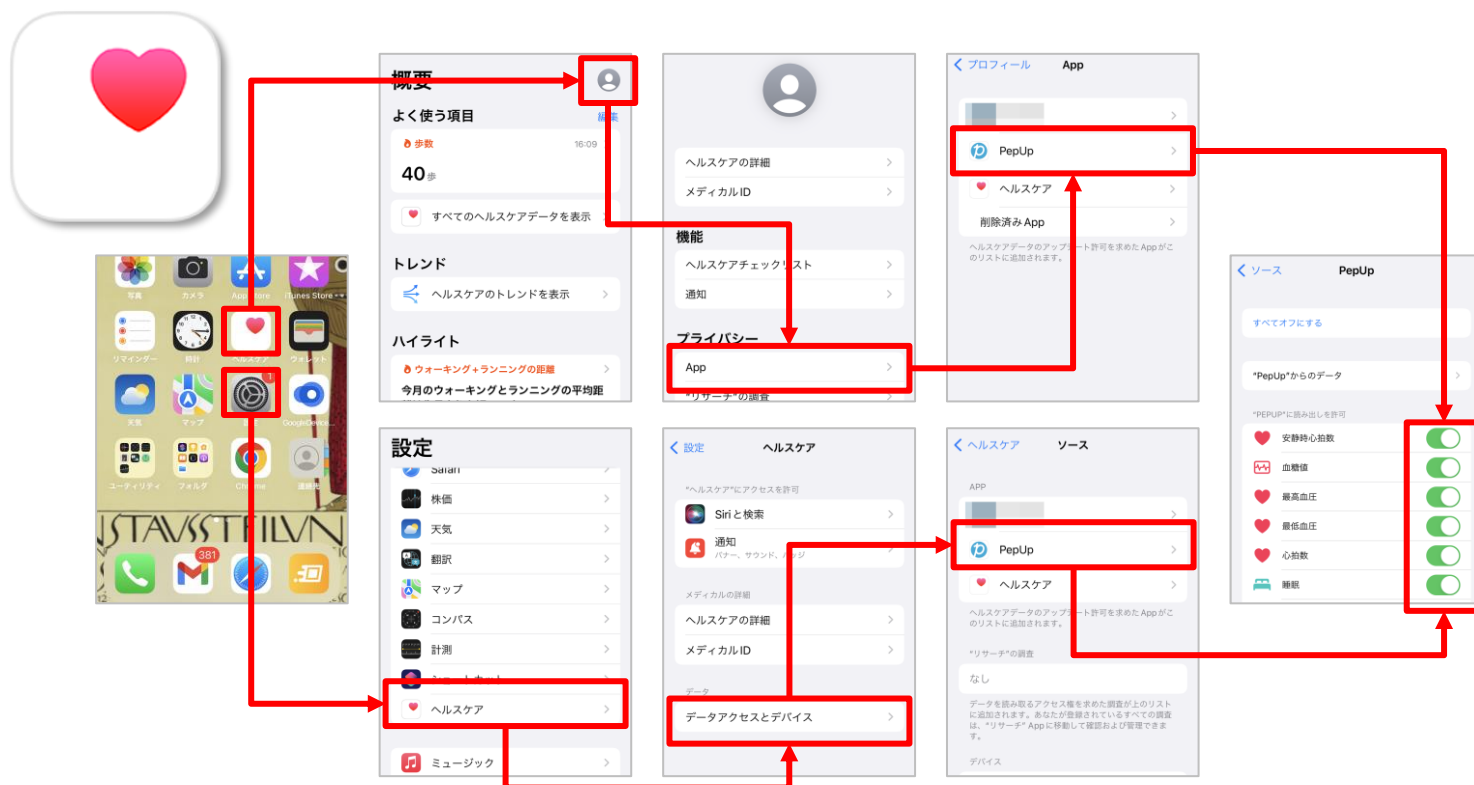 写真
カメラ
App Store
iTunes Store
リマインダー
時計
ヘルスケア
ウォレット
1
天気
マップ
設定
ユーティリティ
フォルダ
Chrome
連絡先
381
概要
よく使う項目
編集
歩数
16:09
40歩
すべてのヘルスケアデータを表示
トレンド
ヘルスケアのトレンドを表示
ハイライト
ウォーキング+ランニングの距離
今月のウォーキングとランニングの平均距
ヘルスケアの詳細
メディカルID
機能
ヘルスケアチェックリスト
通知
プライバシー
App
"リサーチ"の調査
プロフィール
App
PepUp
ヘルスケア
削除済み App
ヘルスケアデータのアップデート許可を求めた Appがこ
のリストに追加されます。
設定
Safari
株価
天気
翻訳
マップ
コンパス
計測
ショートカット
ヘルスケア
ミュージック
設定
ヘルスケア
"ヘルスケア"にアクセスを許可
Siriと検索
通知
バナー、サウンド、バッジ
メディカルの詳細
ヘルスケアの詳細
メディカルID
データ
データアクセスとデバイス
ヘルスケア
ソース
APP
PepUp
ヘルスケア
ヘルスケアデータのアップデート許可を求めた Appがこ
のリストに追加されます。
"リサーチ"の調査
なし
データを読み取るアクセス権を求めた調査が上のリスト
に追加されます。あなたが登録されているすべての調査
は、"リサーチ" Appに移動して確認および管理できま
す。
デバイス
ソース
PepUp
すべてオフにする
"PepUp"からのデータ
"PEPUP"に読み出しを許可
安静時心拍数
血糖値
最高血圧
最低血圧
心拍数
睡眠